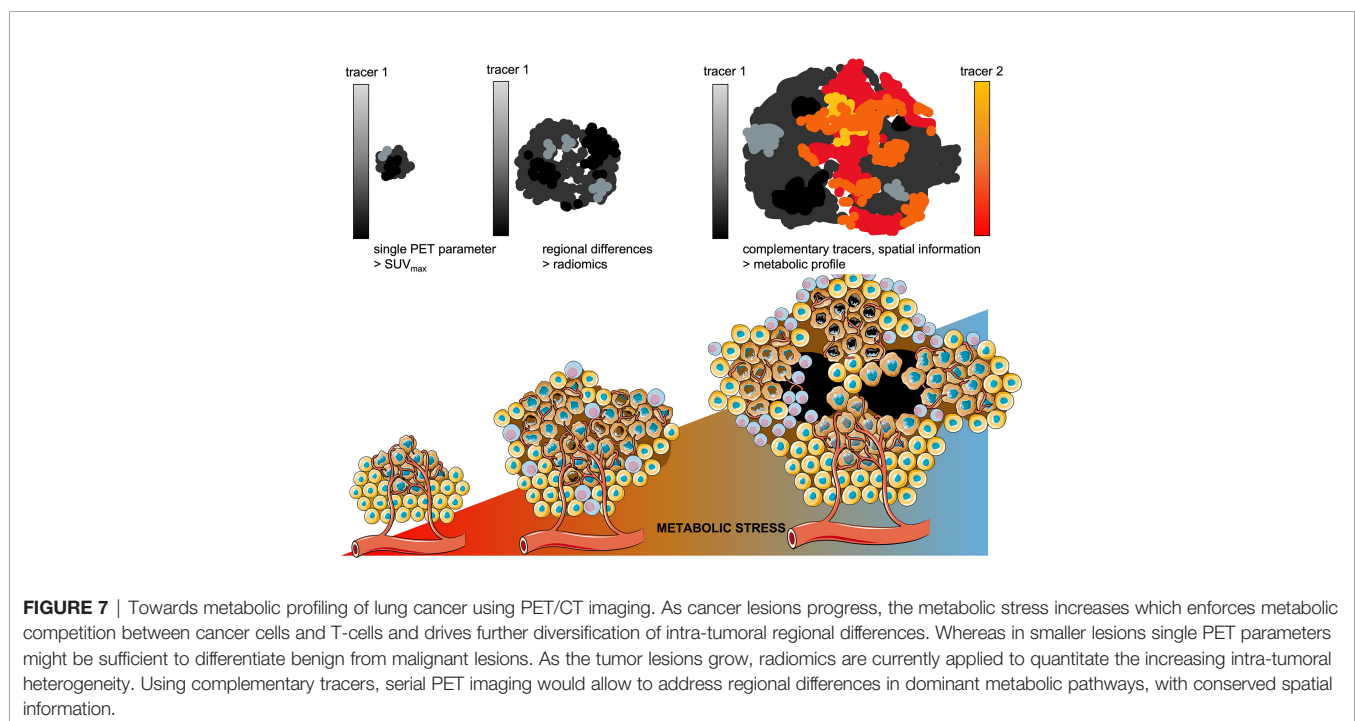 tracer 1
tracer 1
tracer 1
tracer 2
single PET parameter
> SUVmax
regional differences
> radiomics
complementary tracers, spatial information
> metabolic profile
METABOLIC STRESS
FIGURE 7 | Towards metabolic profiling of lung cancer using PET/CT imaging. As cancer lesions progress, the metabolic stress increases which enforces metabolic
competition between cancer cells and T-cells and drives further diversification of intra-tumoral regional differences. Whereas in smaller lesions single PET parameters
might be sufficient to differentiate benign from malignant lesions. As the tumor lesions grow, radiomics are currently applied to quantitate the increasing intra-tumoral
heterogeneity. Using complementary tracers, serial PET imaging would allow to address regional differences in dominant metabolic pathways, with conserved spatial
information.